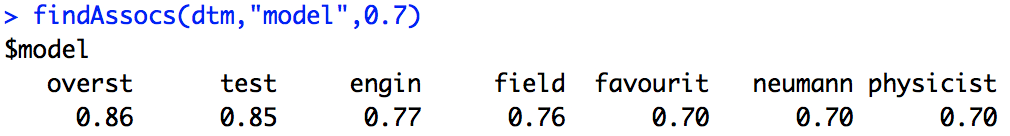 > findAssocs(dtm,"model",0.7)
$model
overst test engin field favourit neumann physicist
0.86 0.85 0.77 0.76 0.70 0.70 0.70